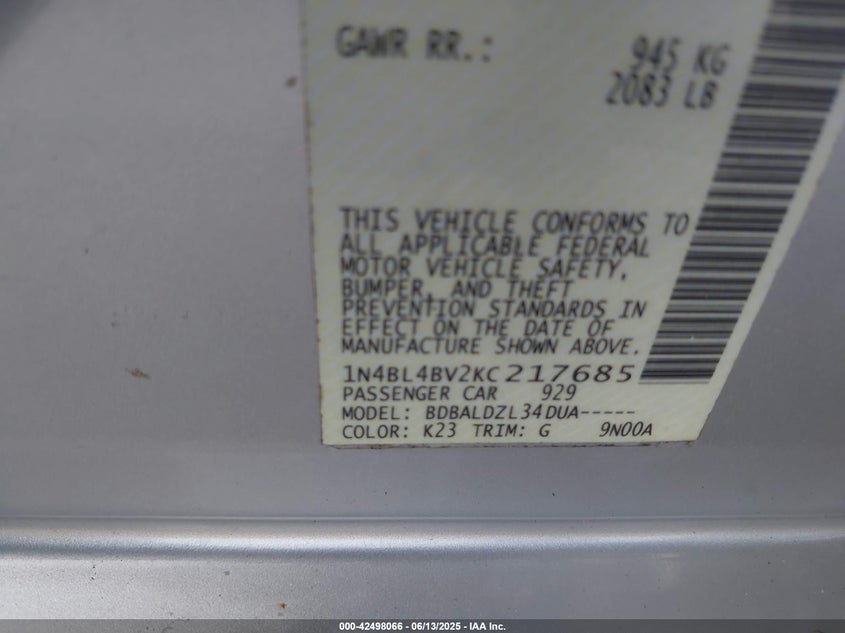 GAWR RR.: 945 KG
2083 LB
THIS VEHICLE CONFORMS TO
ALL APPLICABLE FEDERAL
MOTOR VEHICLE SAFETY,
BUMPER, AND THEFT
PREVENTION STANDARDS IN
EFFECT ON THE DATE OF
MANUFACTURE SHOWN ABOVE.
1N4BL4BV2KC217685
PASSENGER CAR 929
MODEL: BDBALDZL34DUA-----
COLOR: K23 TRIM: G 9N00A
000-42498066 - 06/13/2025 - IAA Inc.